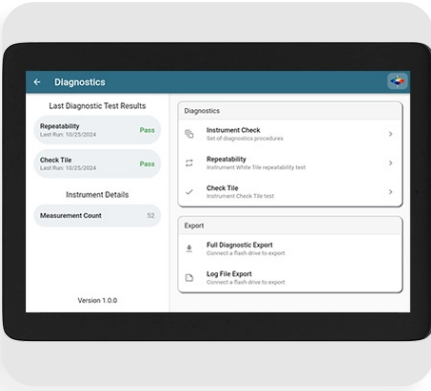 Diagnostics
Last Diagnostic Test Results
Repeatability
Last Run: 10/25/2024
Pass
Check Tile
Last Run: 10/25/2024
Pass
Instrument Details
Measurement Count
52
Version 1.0.0
Diagnostics
Instrument Check
Set of diagnostics procedures
Repeatability
Instrument White Tile repeatability test
Check Tile
Instrument Check Tile test
Export
Full Diagnostic Export
Connect a flash drive to export
Log File Export
Connect a flash drive to export